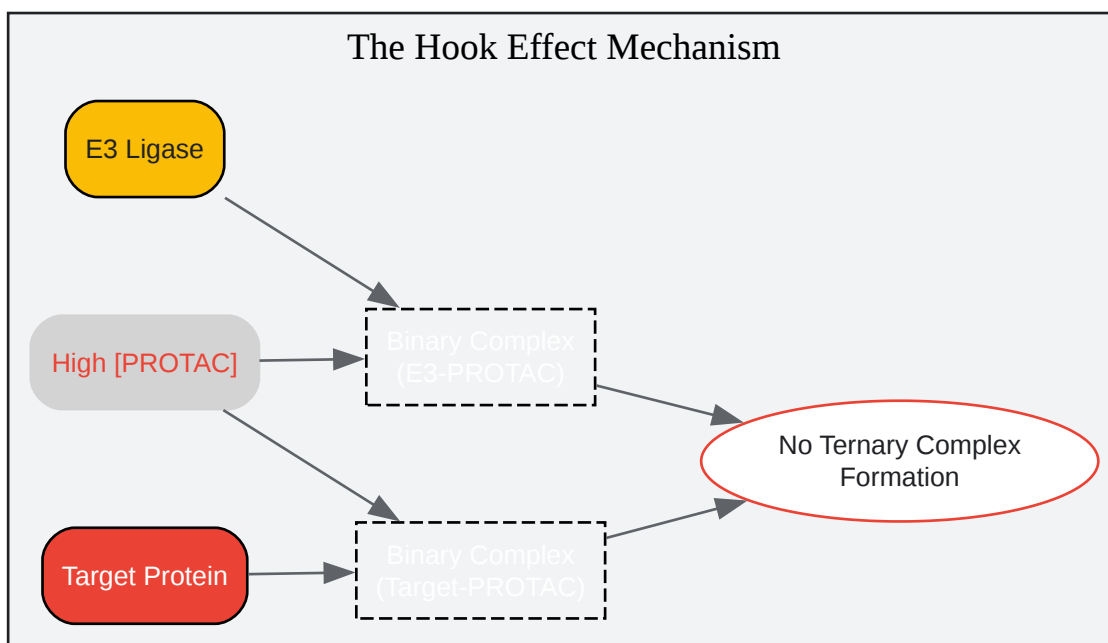 The Hook Effect Mechanism
E3 Ligase
High [PROTAC]
Target Protein
Binary Complex
(E3-PROTAC)
Binary Complex
(Target-PROTAC)
No Ternary Complex
Formation